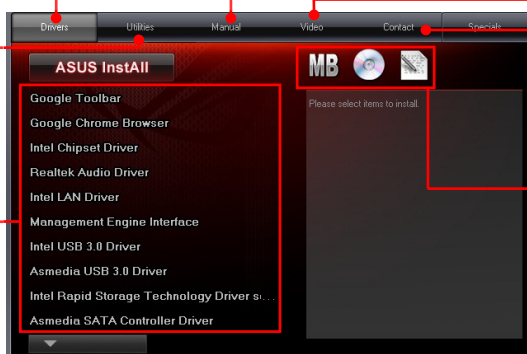 Drivers Utilities Manual Video Contact Specials
ASUS InstAll
MB
Please select items to install.
Google Toolbar
Google Chrome Browser
Intel Chipset Driver
Realtek Audio Driver
Intel LAN Driver
Management Engine Interface
Intel USB 3.0 Driver
Asmedia USB 3.0 Driver
Intel Rapid Storage Technology Driver s...
Asmedia SATA Controller Driver